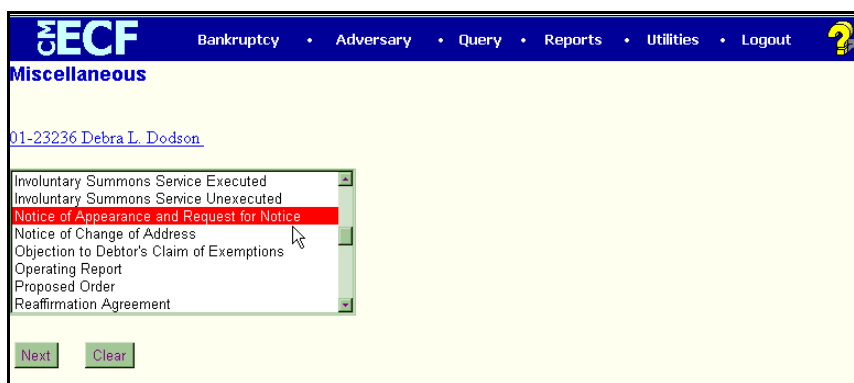 CM ECF Bankruptcy • Adversary • Query • Reports • Utilities • Logout ?
Miscellaneous
01-23236 Debra L. Dodson
Involuntary Summons Service Executed
Involuntary Summons Service Unexecuted
Notice of Appearance and Request for Notice
Notice of Change of Address
Objection to Debtor's Claim of Exemptions
Operating Report
Proposed Order
Reaffirmation Agreement
Next Clear